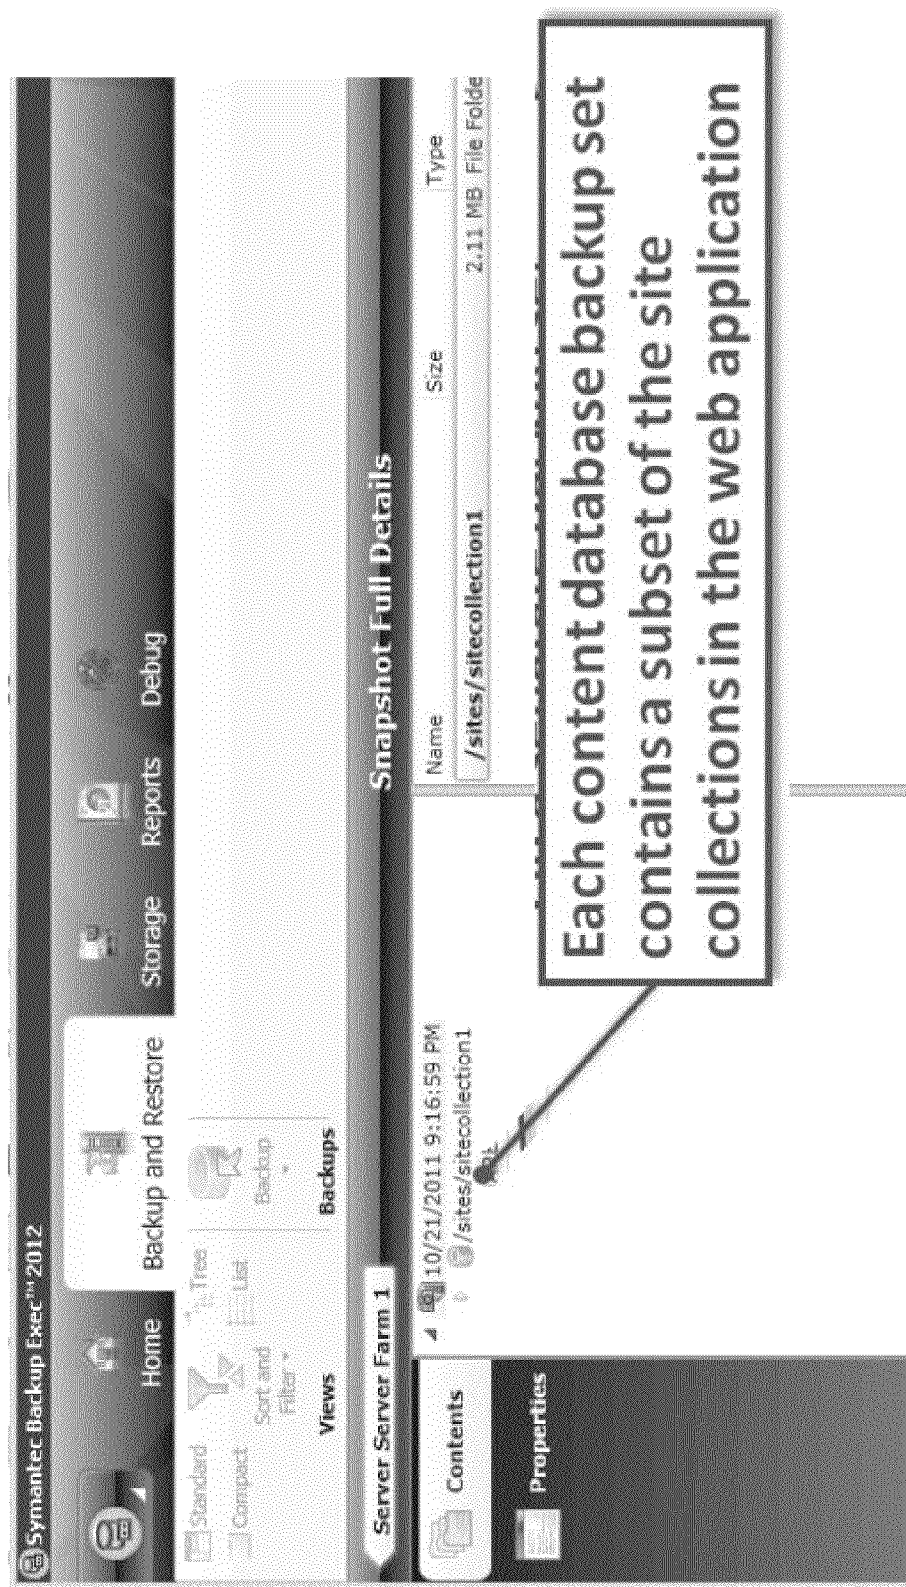 Symantec Backup Exec™ 2012
Home
Backup and Restore
Storage
Reports
Debug
Standard
Compact
Sort and
Filter
Tree
List
Views
Backup
Backups
Server Server Farm 1
Snapshot Full Details
Contents
Properties
10/21/2011 9:16:59 PM
/sites/sitecollection1
Name Size Type
/sites/sitecollection1 2.11 MB File Folde
Each content database backup set
contains a subset of the site
collections in the web application